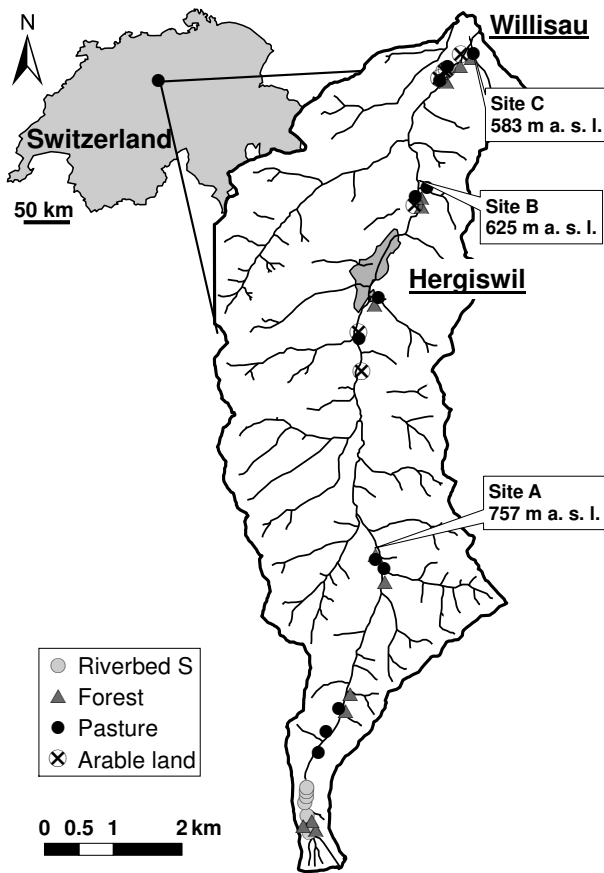 N
Willisau
Switzerland
50 km
Site C
583 m a. s. l.
Site B
625 m a. s. l.
Hergiswil
Site A
757 m a. s. l.
Riverbed S
Forest
Pasture
Arable land
0 0.5 1 2 km